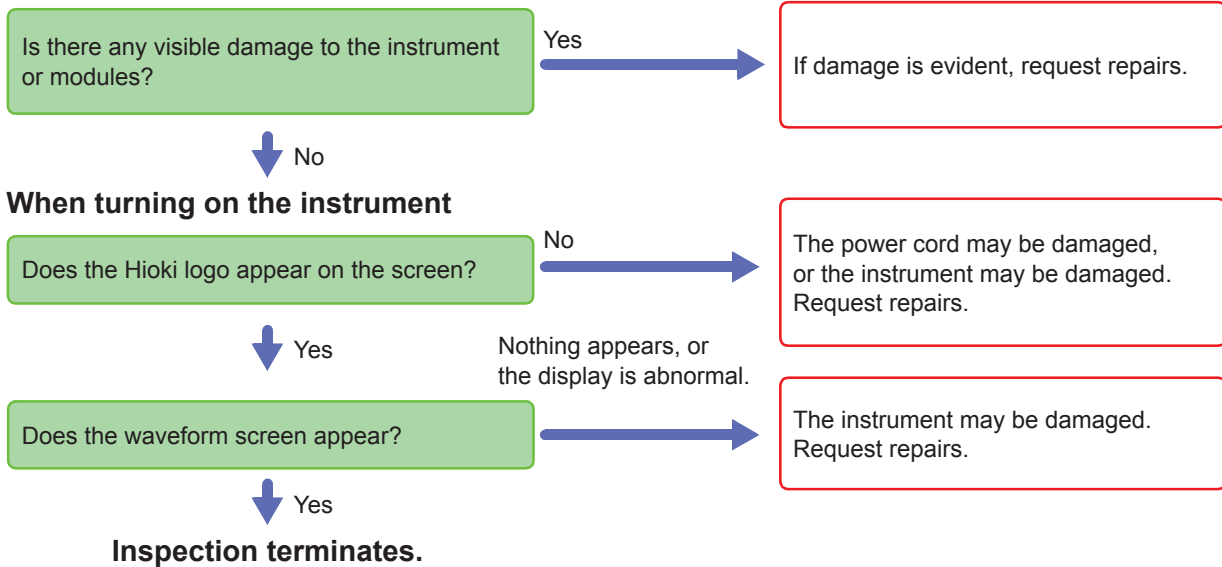 Is there any visible damage to the instrument
or modules?
Yes
If damage is evident, request repairs.
No
When turning on the instrument
Does the Hioki logo appear on the screen?
No
The power cord may be damaged,
or the instrument may be damaged.
Request repairs.
Yes
Nothing appears, or
the display is abnormal.
Does the waveform screen appear?
The instrument may be damaged.
Request repairs.
Yes
Inspection terminates.